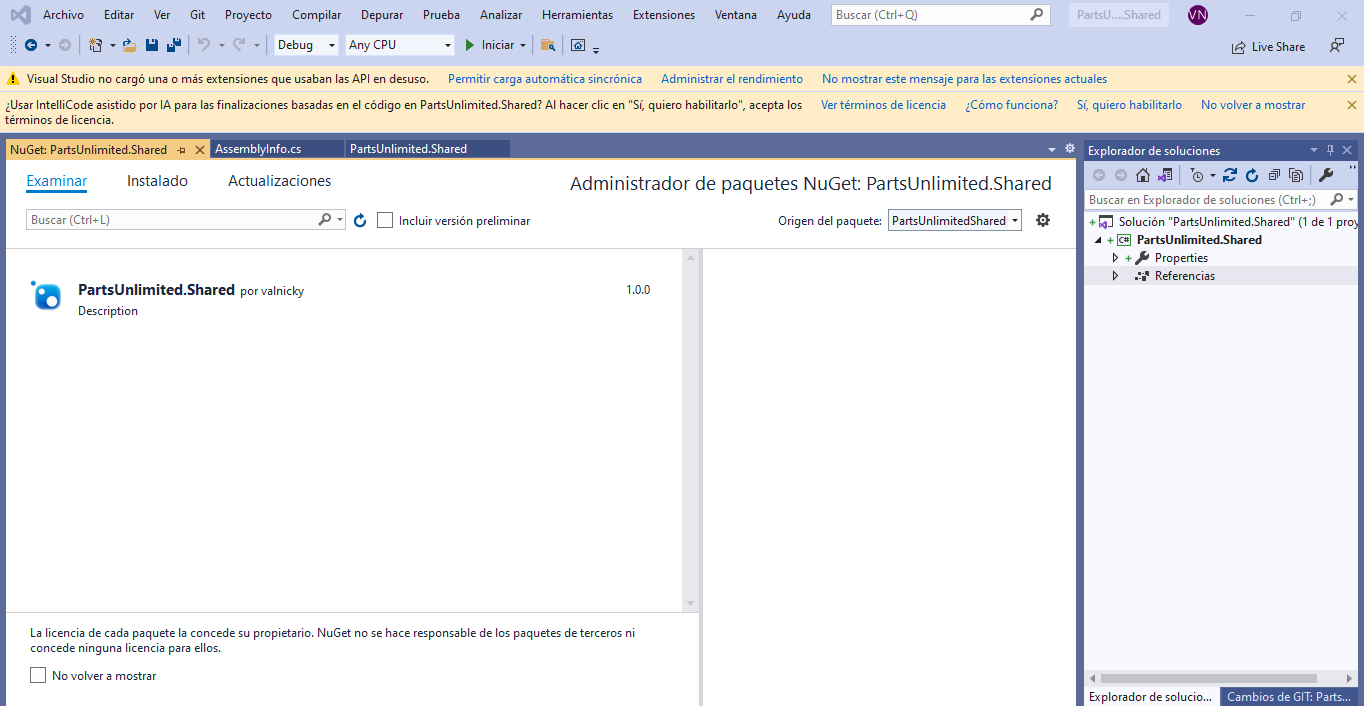 Archivo Editar Ver Git Proyecto Compilar Depurar Prueba Analizar Herramientas Extensiones Ventana Ayuda Buscar (Ctrl+Q) PartsU....Shared VN
Debug Any CPU Iniciar Live Share
Visual Studio no cargó una o más extensiones que usaban las API en desuso. Permitir carga automática sincrónica Administrar el rendimiento No mostrar este mensaje para las extensiones actuales
¿Usar IntelliCode asistido por IA para las finalizaciones basadas en el código en PartsUnlimited.Shared? Al hacer clic en "Sí, quiero habilitarlo", acepta los Ver términos de licencia ¿Cómo funciona? Sí, quiero habilitarlo No volver a mostrar
términos de licencia.
NuGet: PartsUnlimited.Shared AssemblyInfo.cs PartsUnlimited.Shared
Examinar Instalado Actualizaciones
Administrador de paquetes NuGet: PartsUnlimited.Shared
Buscar (Ctrl+L) Incluir versión preliminar Origen del paquete: PartsUnlimitedShared
PartsUnlimited.Shared por valnicky 1.0.0
Description
La licencia de cada paquete la concede su propietario. NuGet no se hace responsable de los paquetes de terceros ni
concede ninguna licencia para ellos.
No volver a mostrar
Explorador de soluciones
Buscar en Explorador de soluciones (Ctrl+;)
Solución "PartsUnlimited.Shared" (1 de 1 proy
C# PartsUnlimited.Shared
Properties
Referencias
Explorador de solucio... Cambios de GIT: Parts...